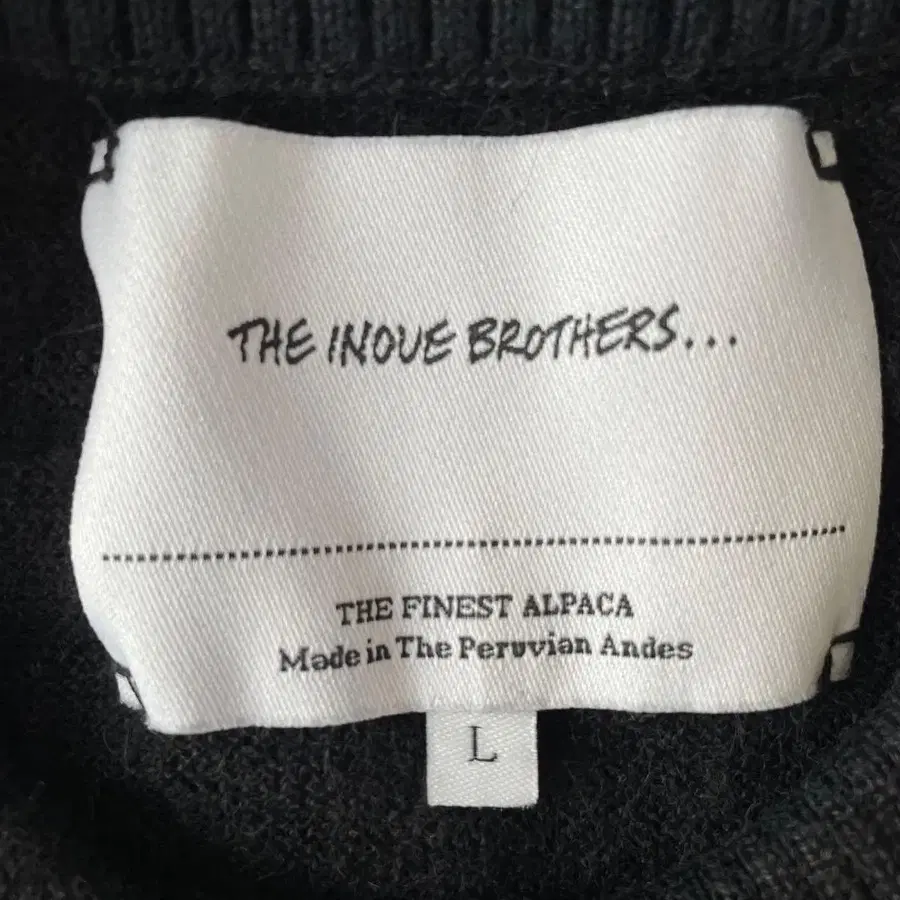 THE INOUE BROTHERS...
THE FINEST ALPACA
Made in The Peruvian Andes
L